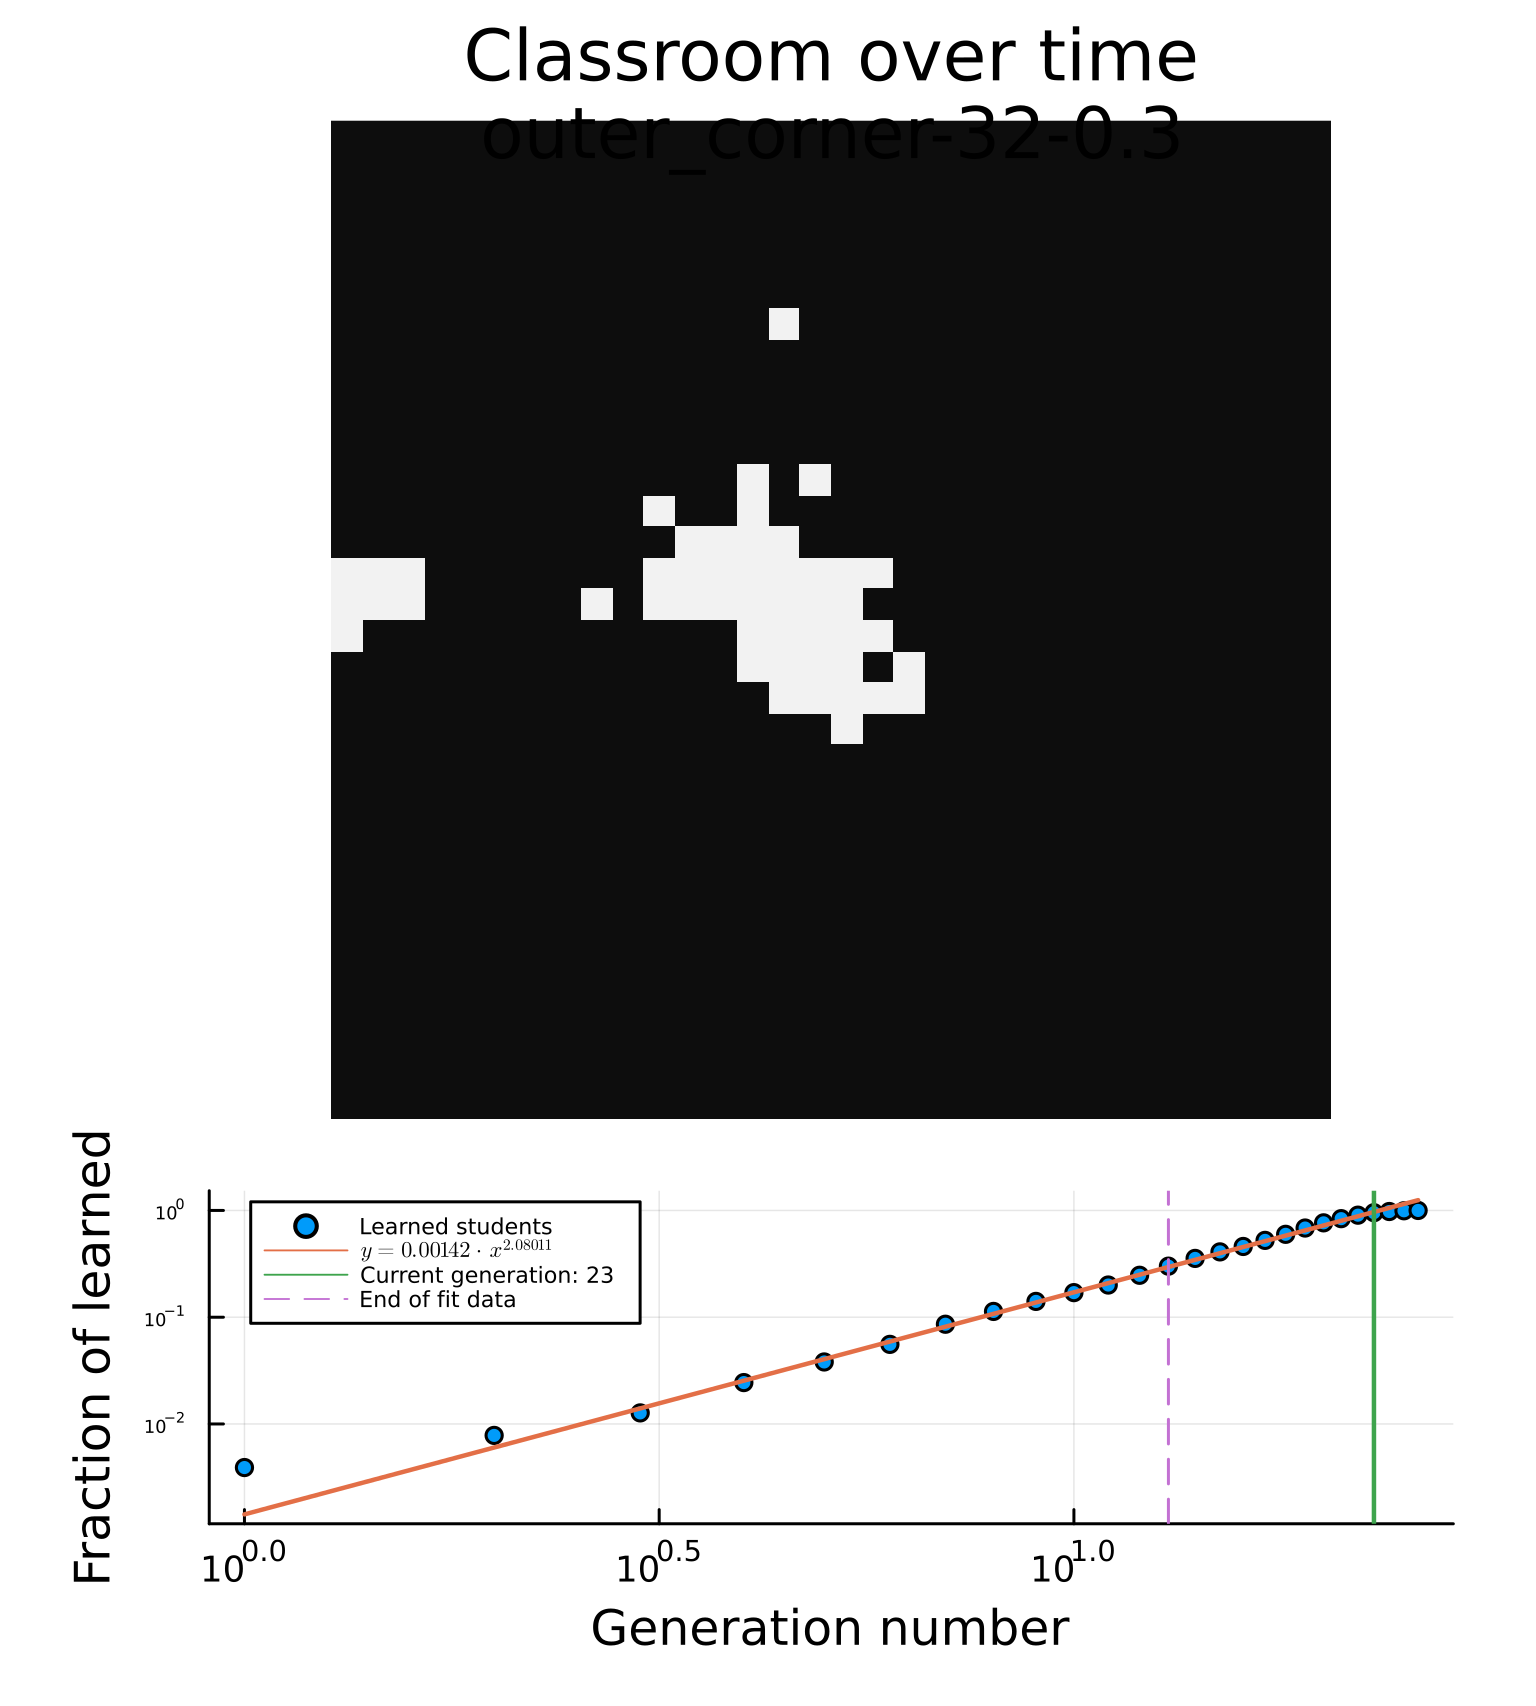 Classroom over time
outer_corner-32-0.3
Fraction of learned
10⁰
10⁻¹
10⁻²
Learned students
y = 0.00142 · x^2.08011
Current generation: 23
End of fit data
10^0.0
10^0.5
10^1.0
Generation number